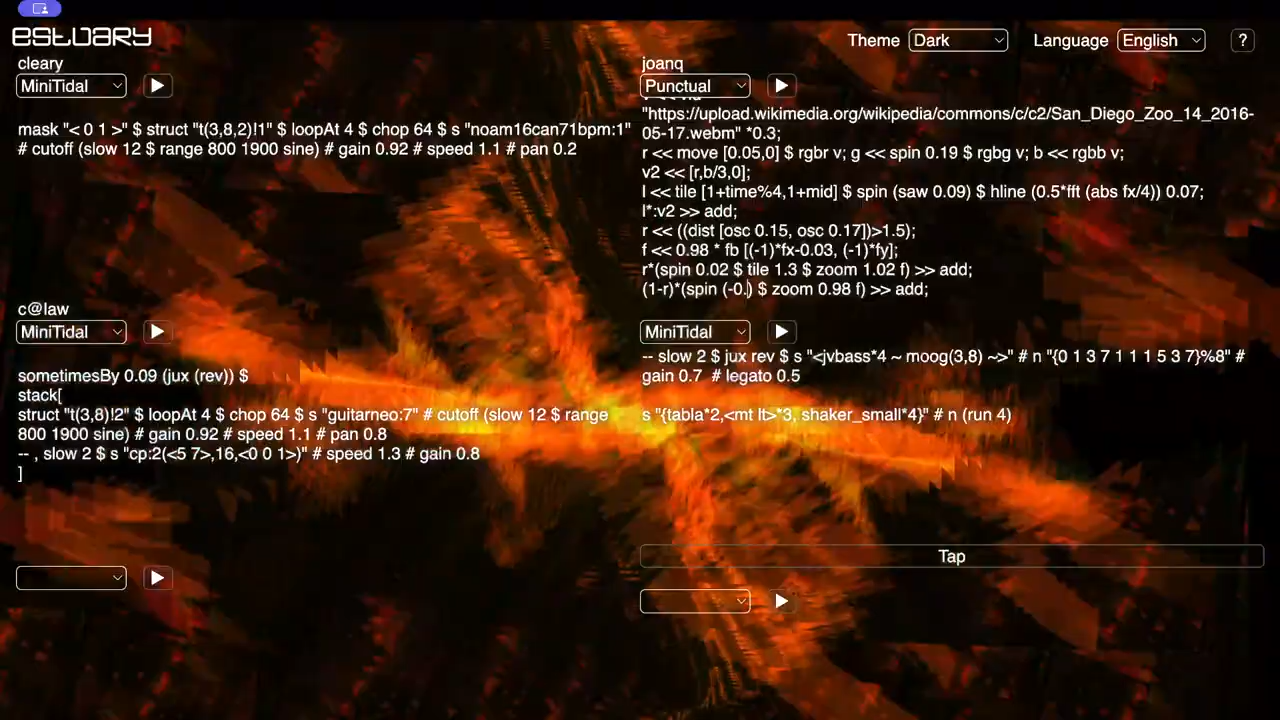 estuary
Theme Dark Language English ?
cleary
MiniTidal
mask "< 0 1 >" $ struct "t(3,8,2)!1" $ loopAt 4 $ chop 64 $ s "noam16can71bpm:1"
# cutoff (slow 12 $ range 800 1900 sine) # gain 0.92 # speed 1.1 # pan 0.2
joanq
Punctual
"https://upload.wikimedia.org/wikipedia/commons/c/c2/San_Diego_Zoo_14_2016-
05-17.webm" *0.3;
r << move [0.05,0] $ rgbr v; g << spin 0.19 $ rgbg v; b << rgbb v;
v2 << [r,b/3,0];
l << tile [1+time%4,1+mid] $ spin (saw 0.09) $ hline (0.5*fft (abs fx/4)) 0.07;
l*:v2 >> add;
r << ((dist [osc 0.15, osc 0.17])>1.5);
f << 0.98 * fb [(-1)*fx-0.03, (-1)*fy];
r*(spin 0.02 $ tile 1.3 $ zoom 1.02 f) >> add;
(1-r)*(spin (-0.) $ zoom 0.98 f) >> add;
c@law
MiniTidal
sometimesBy 0.09 (jux (rev)) $
stack[
struct "t(3,8)!2" $ loopAt 4 $ chop 64 $ s "guitarneo:7" # cutoff (slow 12 $ range
800 1900 sine) # gain 0.92 # speed 1.1 # pan 0.8
-- , slow 2 $ s "cp:2(<5 7>,16,<0 0 1>)" # speed 1.3 # gain 0.8
]
MiniTidal
-- slow 2 $ jux rev $ s "<jvbass*4 ~ moog(3,8) ~>" # n "{0 1 3 7 1 1 1 5 3 7}%8" #
gain 0.7 # legato 0.5
s "{tabla*2,<mt lt>*3, shaker_small*4}" # n (run 4)
Tap